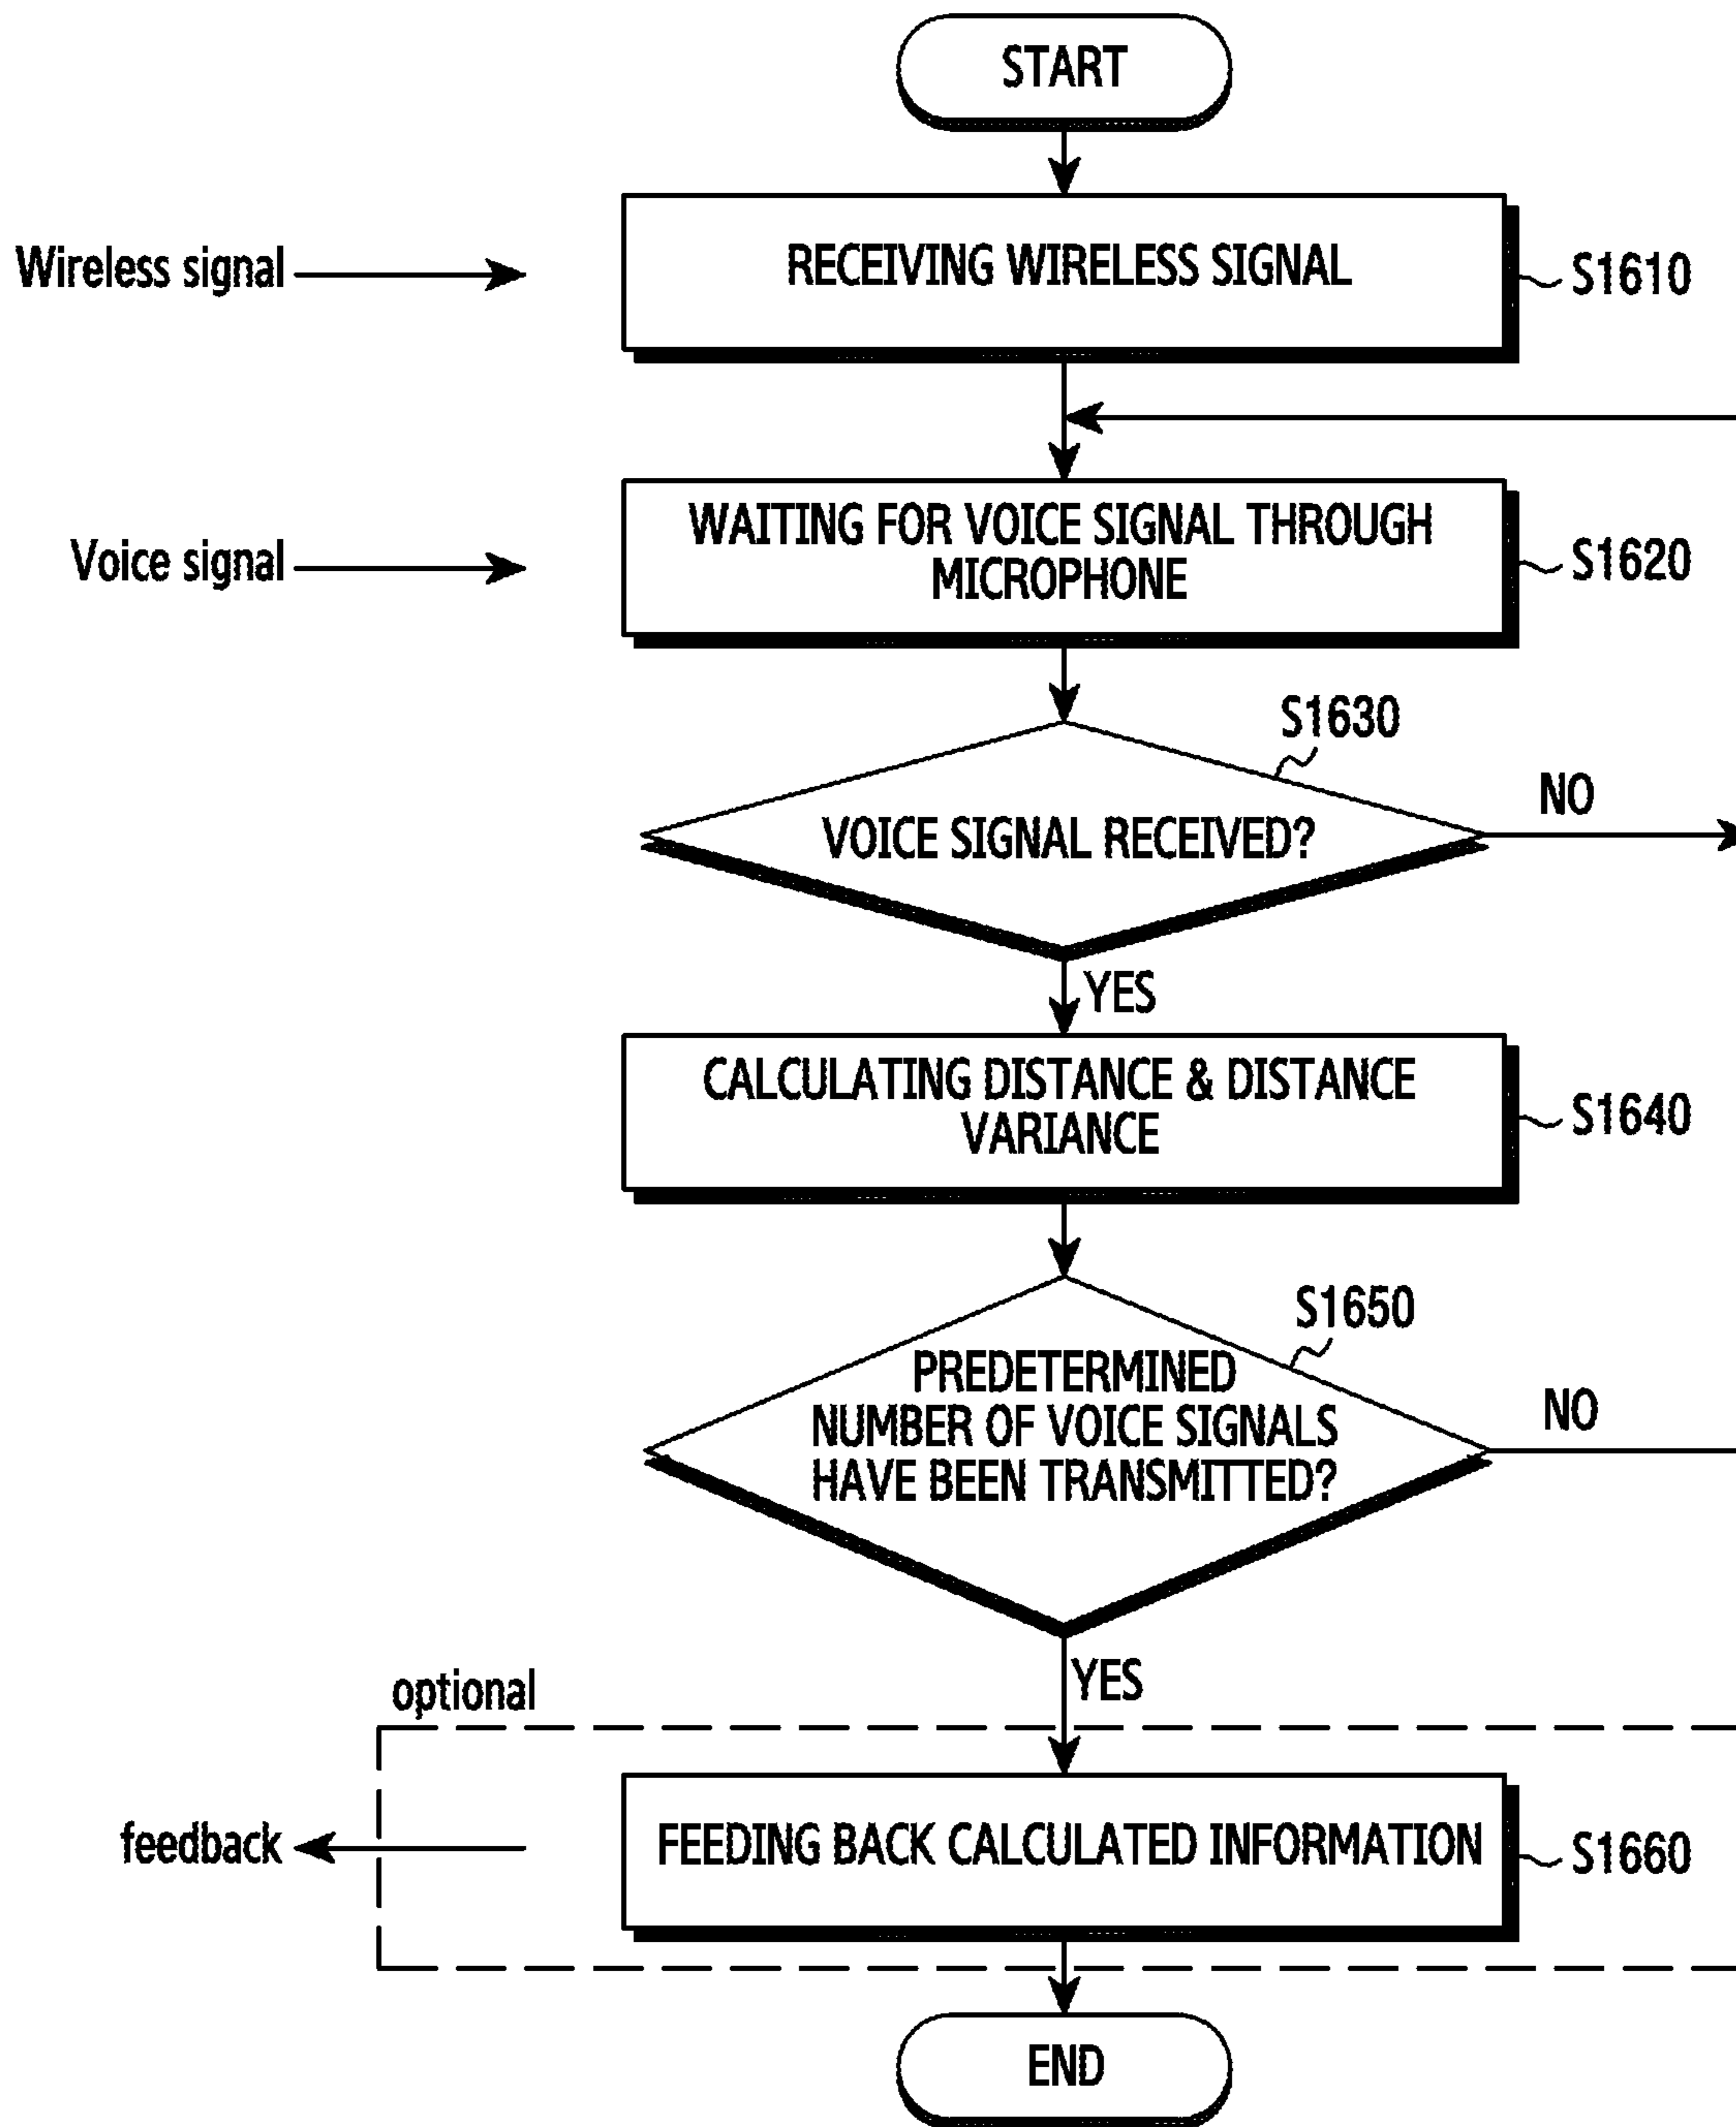 START
Wireless signal
RECEIVING WIRELESS SIGNAL
S1610
Voice signal
WAITING FOR VOICE SIGNAL THROUGH
MICROPHONE
S1620
S1630
VOICE SIGNAL RECEIVED?
NO
YES
CALCULATING DISTANCE & DISTANCE
VARIANCE
S1640
S1650
PREDETERMINED
NUMBER OF VOICE SIGNALS
HAVE BEEN TRANSMITTED?
NO
YES
optional
feedback
FEEDING BACK CALCULATED INFORMATION
S1660
END